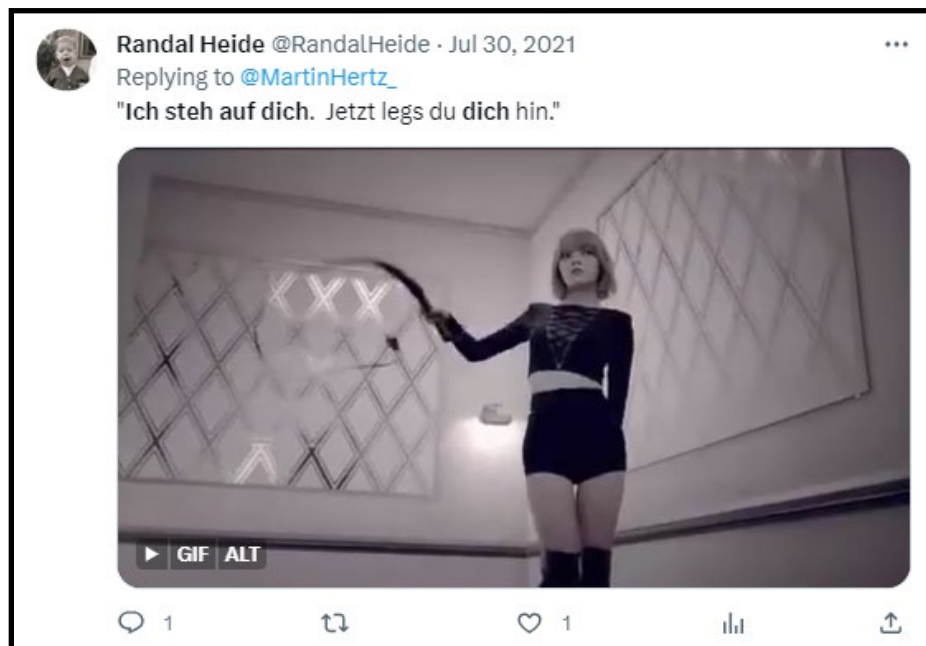 Randal Heide @RandalHeide · Jul 30, 2021
Replying to @MartinHertz_
"Ich steh auf dich.  Jetzt legs du dich hin."
GIF ALT
1 1